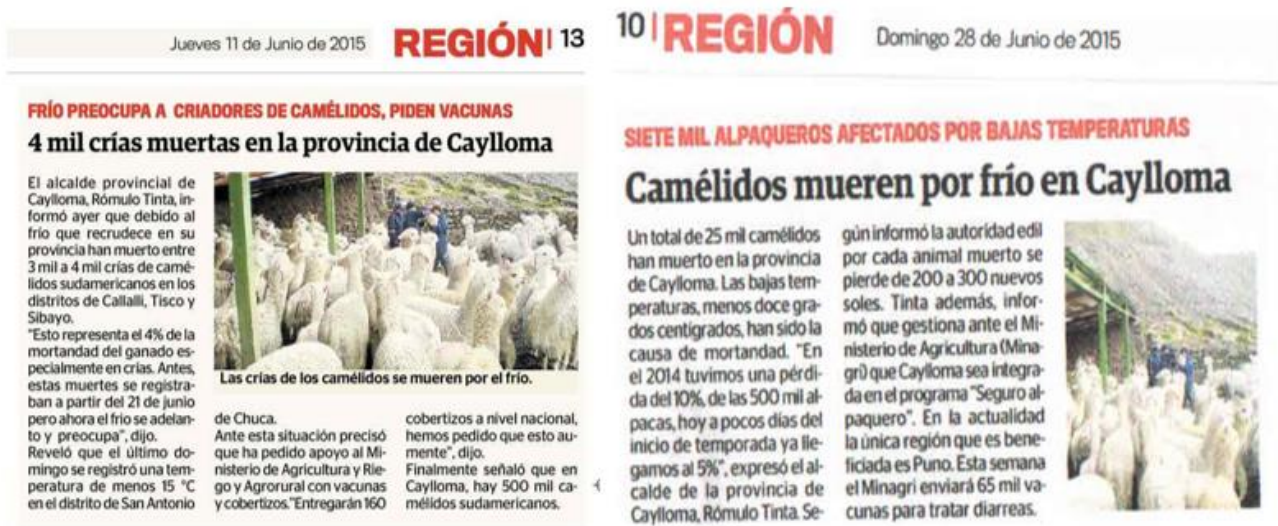 Jueves 11 de Junio de 2015 REGIÓN 13
FRÍO PREOCUPA A CRIADORES DE CAMÉLIDOS, PIDEN VACUNAS
4 mil crías muertas en la provincia de Caylloma
El alcalde provincial de
Caylloma, Rómulo Tinta, in-
formó ayer que debido al
frío que recrudece en su
provincia han muerto entre
3 mil a 4 mil crías de camé-
lidos sudamericanos en los
distritos de Callalli, Tisco y
Sibayo.
"Esto representa el 4% de la
mortandad del ganado es-
pecialmente en crias. Antes,
estas muertes se registra-
ban a partir del 21 de junio
pero ahora el frio se adelan-
to y preocupa", dijo.
Reveló que el último do-
mingo se registró una tem-
peratura de menos 15 °C
en el distrito de San Antonio
Las crías de los camélidos se mueren por el frío.
de Chuca.
Ante esta situación precisó
que ha pedido apoyo al Mi-
nisterio de Agricultura y Rie-
go y Agrorural con vacunas
y cobertizos. "Entregarán 160
cobertizos a nivel nacional,
hemos pedido que esto au-
mente", dijo.
Finalmente señaló que en
Caylloma, hay 500 mil ca-
mélidos sudamericanos.
10 REGIÓN Domingo 28 de Junio de 2015
SIETE MIL ALPAQUEROS AFECTADOS POR BAJAS TEMPERATURAS
Camélidos mueren por frío en Caylloma
Un total de 25 mil camélidos
han muerto en la provincia
de Caylloma. Las bajas tem-
peraturas, menos doce gra-
dos centigrados, han sido la
causa de mortandad. "En
el 2014 tuvimos una pérdi-
da del 10%, de las 500 mil al-
pacas, hoy a pocos días del
inicio de temporada ya lle-
gamos al 5%", expresó el al-
calde de la provincia de
Caylloma, Rómulo Tinta. Se-
gún informó la autoridad edil
por cada animal muerto se
pierde de 200 a 300 nuevos
soles. Tinta además, infor-
mó que gestiona ante el Mi-
nisterio de Agricultura (Mina-
gri) que Caylloma sea integra-
da en el programa "Seguro al-
paquero". En la actualidad
la única región que es bene-
ficiada es Puno. Esta semana
el Minagri enviará 65 mil va-
cunas para tratar diarreas.